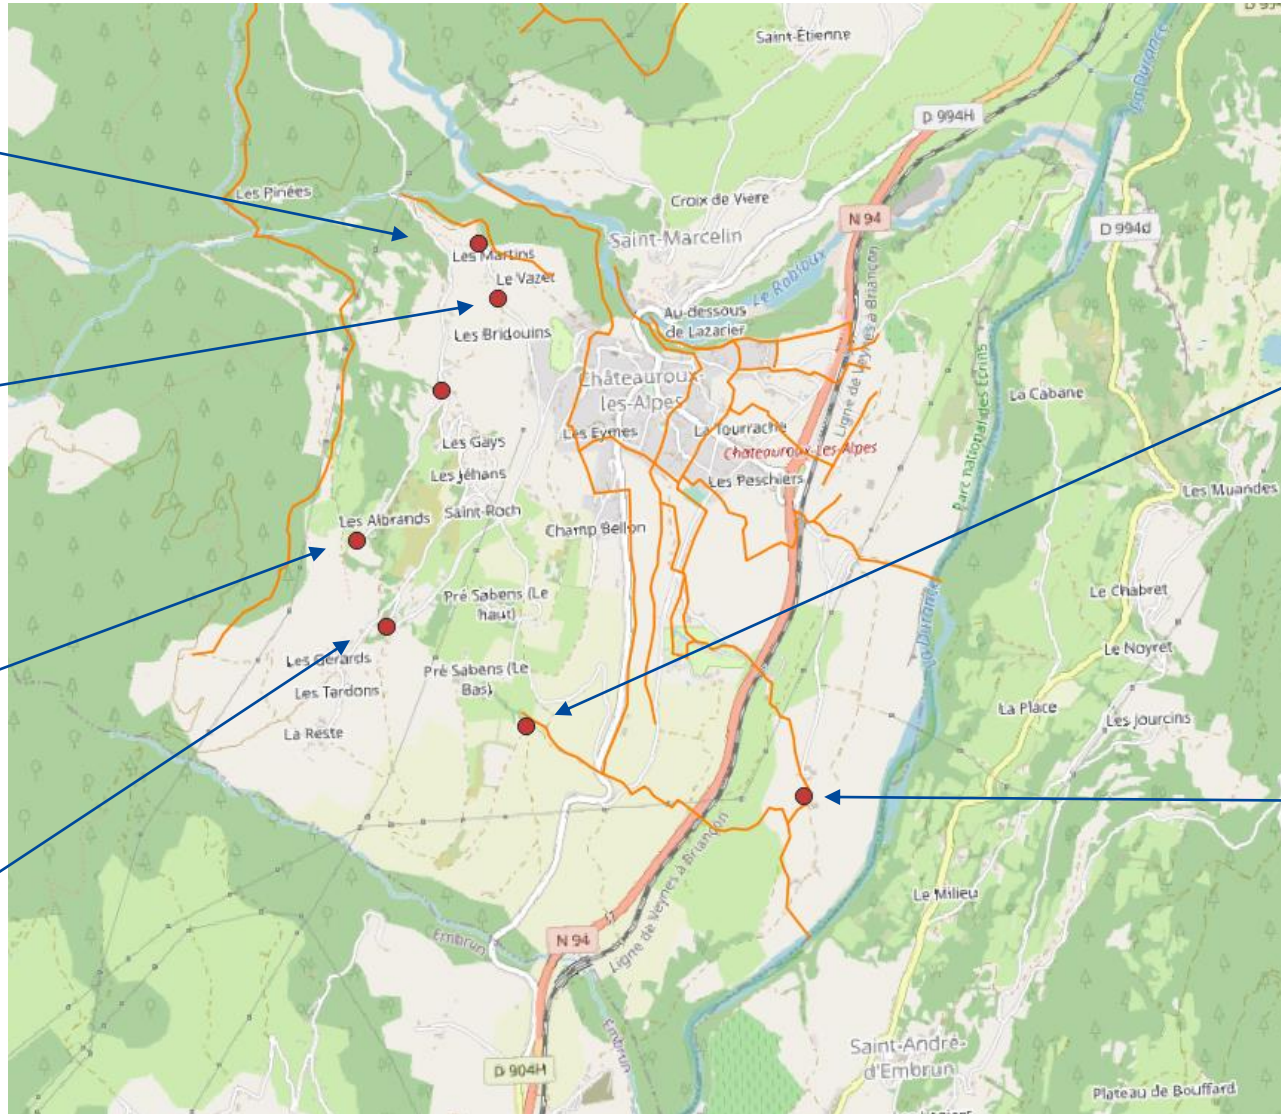 Saint-Étienne
La Durance
D 994H
Les Pinées
Croix de Vière
N 94
Saint-Marcelin
D 994d
Les Martins
Le Vazet
Le Rabioux
Ligne de Veynes à Briançon
Au-dessous
de Lazarier
Les Bridouins
Châteauroux-
les-Alpes
Parc national des Écrins
La Cabane
Les Eymes
La Tourrache
Les Gays
Châteauroux-Les Alpes
Les Jéhans
Les Peschiers
Les Muandes
Saint-Roch
Les Albrands
Champ Bellon
Le Chabret
Pré Sabens (Le
haut)
La Durance
Le Noyret
Les Gérards
Pré Sabens (Le
Bas)
Les Tardons
La Place
Les Jourcins
La Reste
Le Milieu
Embrun
N 94
Ligne de Veynes à Briançon
Embrun
Saint-André-
d'Embrun
D 904H
Plateau de Bouffard